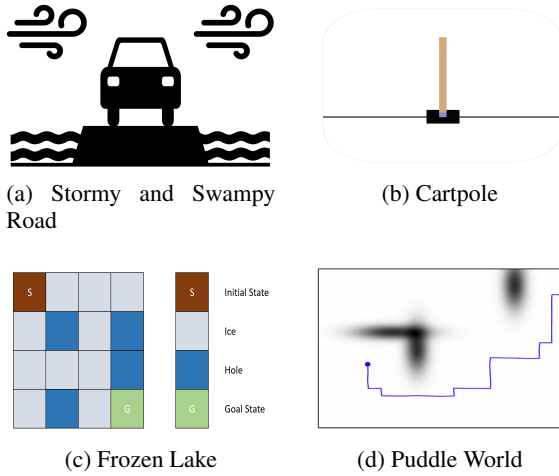 (a) Stormy and Swampy
Road
(b) Cartpole
S
S
Initial State
Ice
Hole
G
G
Goal State
(c) Frozen Lake
(d) Puddle World